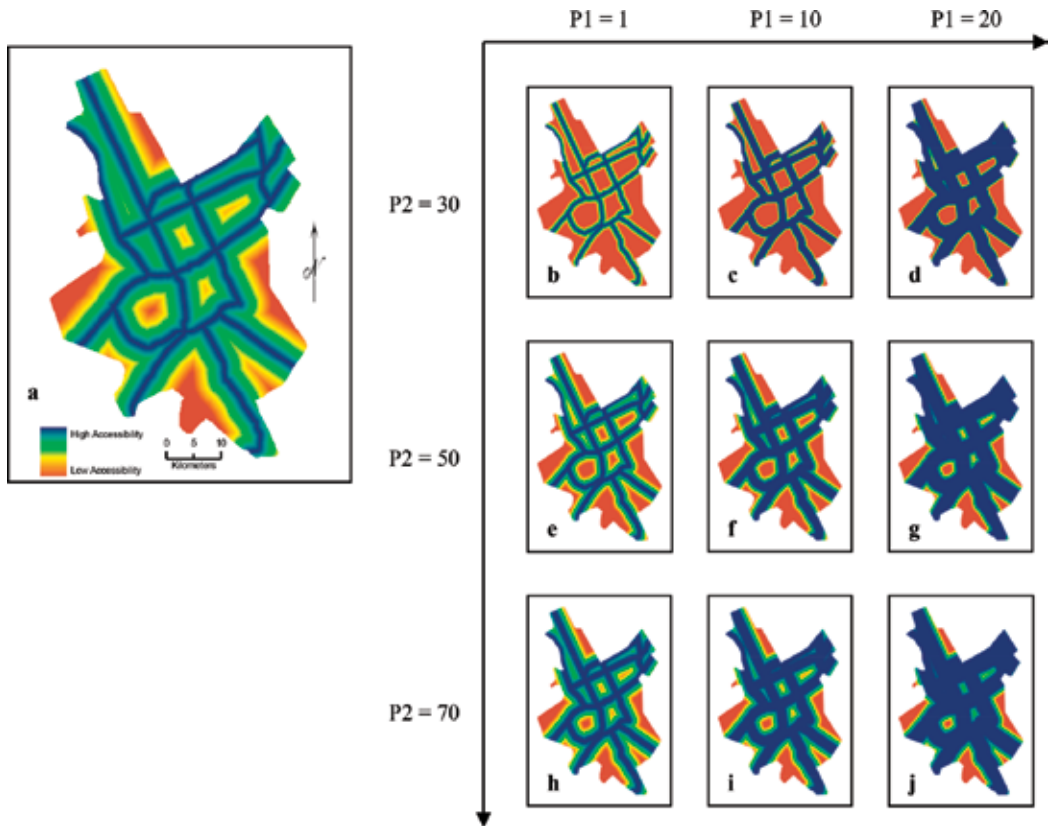 P1 = 1 P1 = 10 P1 = 20
P2 = 30
b c d
a
High Accessibility
Low Accessibility
0 5 10
Kilometers
P2 = 50
e f g
P2 = 70
h i j